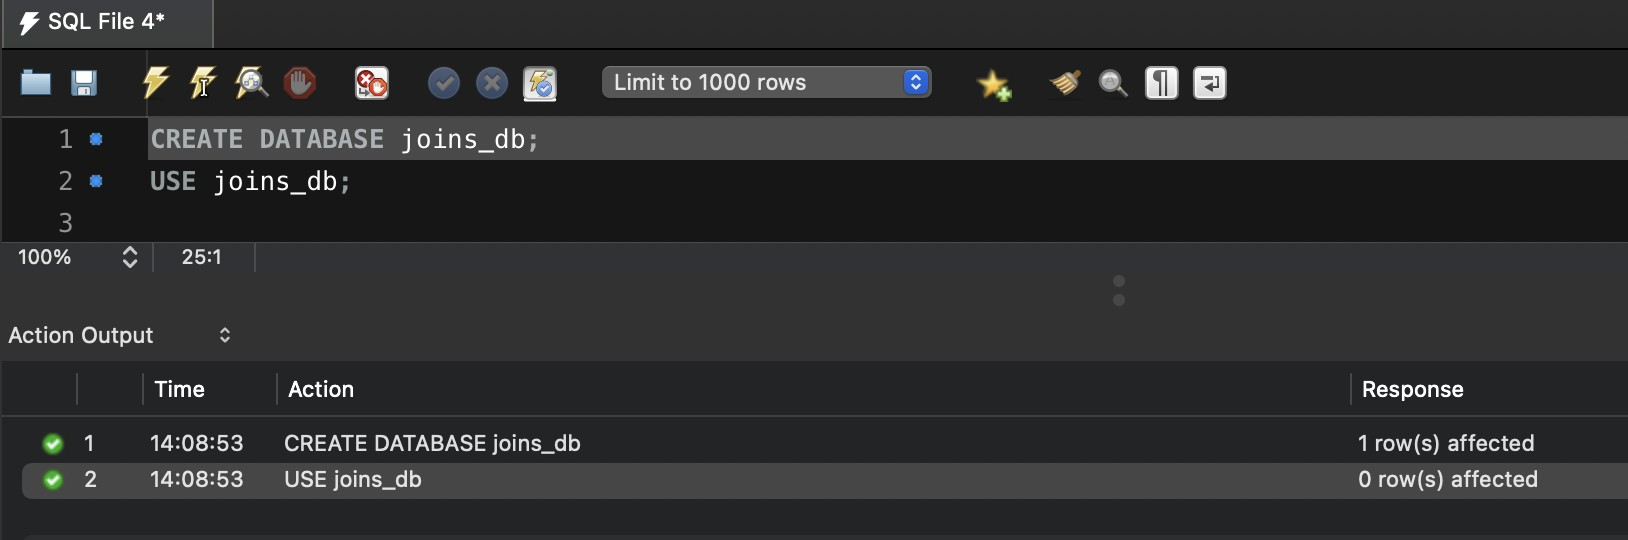 SQL File 4*
Limit to 1000 rows
1 CREATE DATABASE joins_db;
2 USE joins_db;
3
100% 25:1
Action Output
Time Action Response
1 14:08:53 CREATE DATABASE joins_db 1 row(s) affected
2 14:08:53 USE joins_db 0 row(s) affected